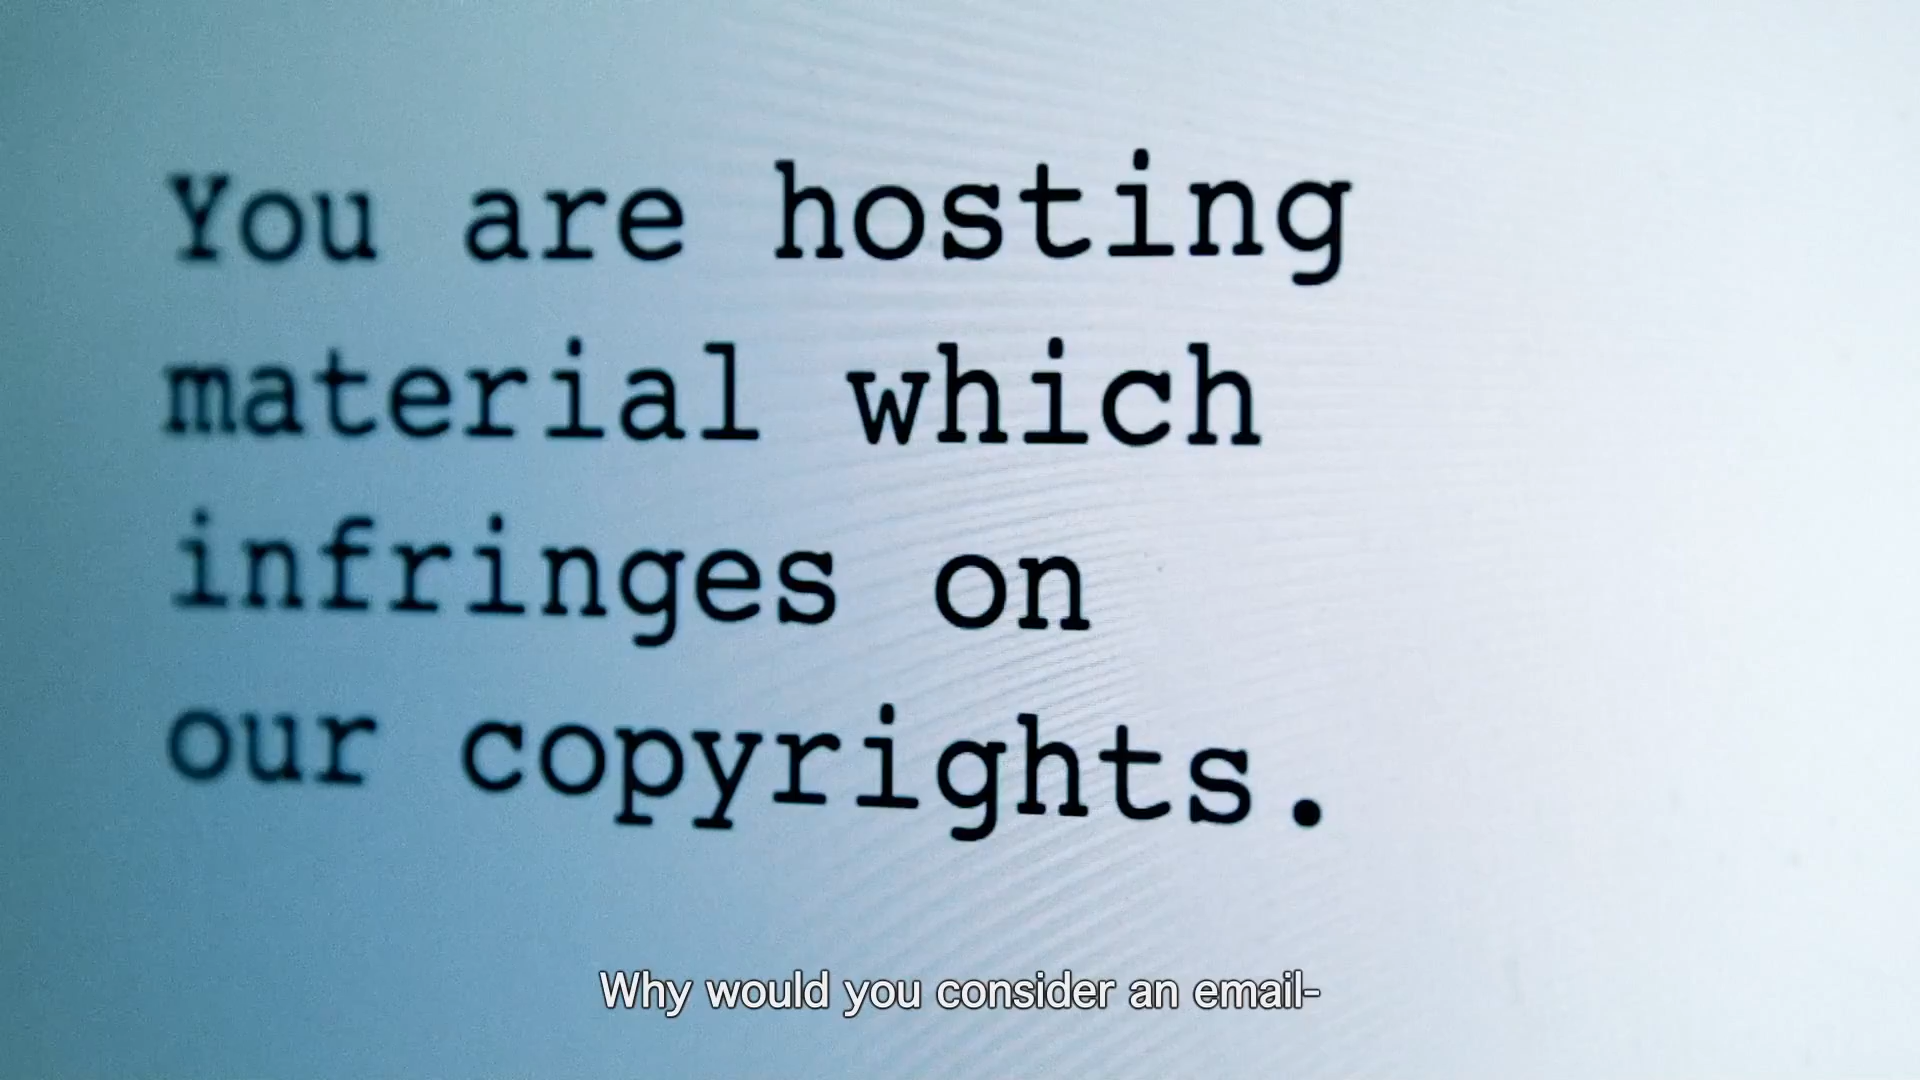 You are hosting
material which
infringes on
our copyrights.
Why would you consider an email-